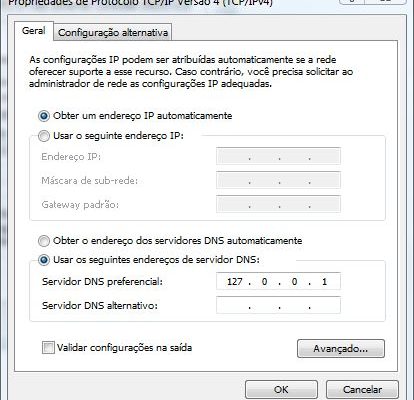 Propriedades de Protocolo TCP/IP Versão 4 (TCP/IPv4)
Geral
Configuração alternativa
As configurações IP podem ser atribuídas automaticamente se a rede
oferecer suporte a esse recurso. Caso contrário, você precisa solicitar ao
administrador de rede as configurações IP adequadas.
Obter um endereço IP automaticamente
Usar o seguinte endereço IP:
Endereço IP:
Máscara de sub-rede:
Gateway padrão:
Obter o endereço dos servidores DNS automaticamente
Usar os seguintes endereços de servidor DNS:
Servidor DNS preferencial: 127 . 0 . 0 . 1
Servidor DNS alternativo:
Validar configurações na saída
Avançado...
OK
Cancelar